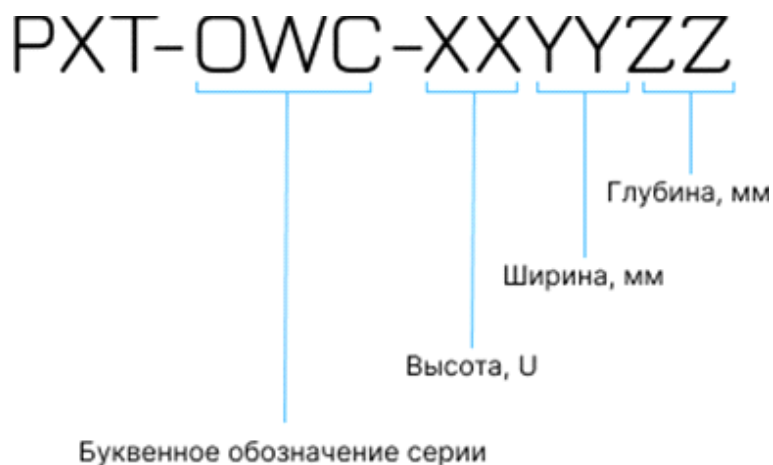 PXT-OWC-XXYYZZ
Глубина, мм
Ширина, мм
Высота, U
Буквенное обозначение серии